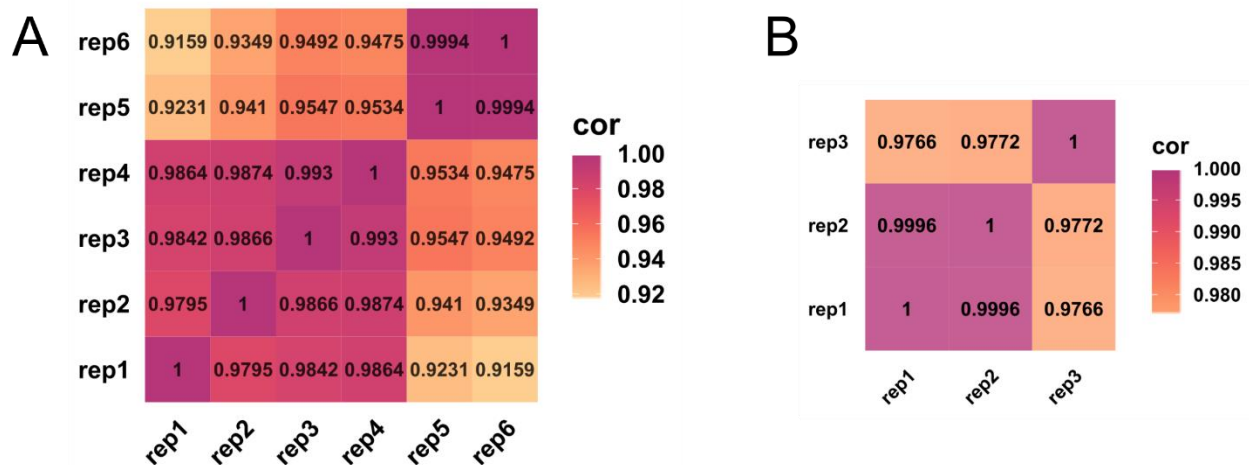 A
rep6 0.9159 0.9349 0.9492 0.9475 0.9994 1
rep5 0.9231 0.941 0.9547 0.9534 1 0.9994
rep4 0.9864 0.9874 0.993 1 0.9534 0.9475
rep3 0.9842 0.9866 1 0.993 0.9547 0.9492
rep2 0.9795 1 0.9866 0.9874 0.941 0.9349
rep1 1 0.9795 0.9842 0.9864 0.9231 0.9159
rep1 rep2 rep3 rep4 rep5 rep6
cor
1.00
0.98
0.96
0.94
0.92
B
rep3 0.9766 0.9772 1
rep2 0.9996 1 0.9772
rep1 1 0.9996 0.9766
rep1 rep2 rep3
cor
1.000
0.995
0.990
0.985
0.980